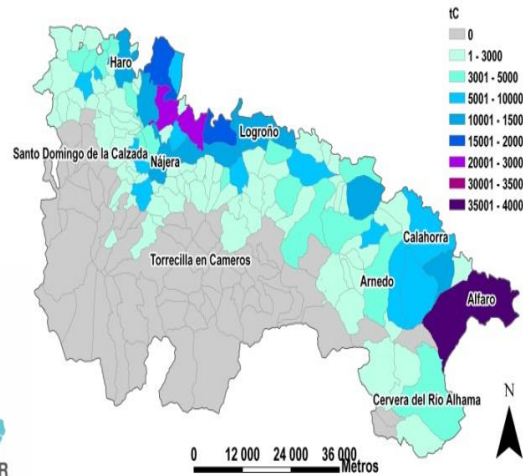 tC
0
1 - 3000
3001 - 5000
5001 - 10000
10001 - 1500
15001 - 2000
20001 - 3000
30001 - 3500
35001 - 4000
Haro
Logroño
Santo Domingo de la Calzada
Nájera
Calahorra
Torrecilla en Cameros
Arnedo
Alfaro
Cervera del Rio Alhama
N
0 12 000 24 000 36 000
Metros
R